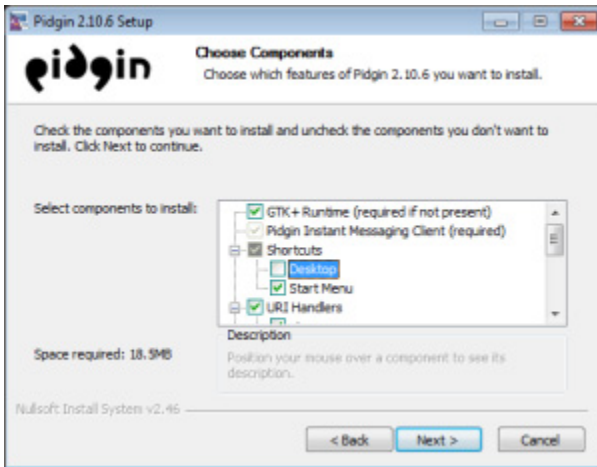 Pidgin 2.10.6 Setup
pidgin
Choose Components
Choose which features of Pidgin 2.10.6 you want to install.
Check the components you want to install and uncheck the components you don't want to
install. Click Next to continue.
Select components to install:
GTK+ Runtime (required if not present)
Pidgin Instant Messaging Client (required)
Shortcuts
Desktop
Start Menu
URI Handlers
Space required: 18.5MB
Description
Position your mouse over a component to see its
description.
Nullsoft Install System v2.46
< Back
Next >
Cancel